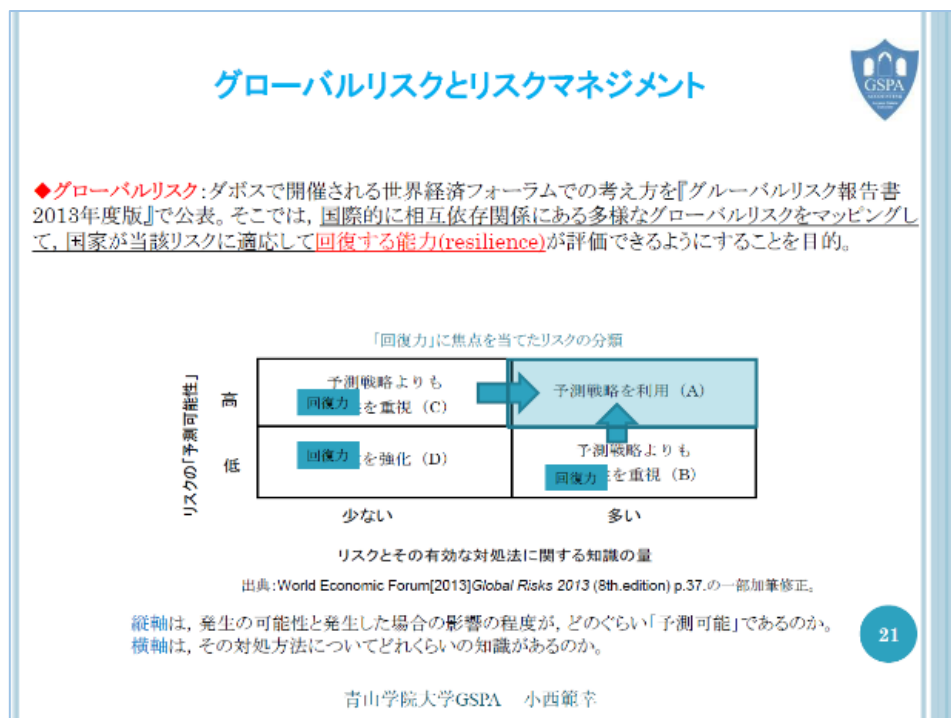 グローバルリスクとリスクマネジメント
GSPA
◆グローバルリスク:ダボスで開催される世界経済フォーラムでの考え方を『グルーバルリスク報告書
2013年度版』で公表。そこでは,国際的に相互依存関係にある多様なグローバルリスクをマッピングし
て,国家が当該リスクに適応して回復する能力(resilience)が評価できるようにすることを目的。
「回復力」に焦点を当てたリスクの分類
リスクの「予測可能性」
高
予測戦略よりも
回復力 を重視 (C)
予測戦略を利用 (A)
低
回復力 を強化 (D)
予測戦略よりも
回復力 を重視 (B)
少ない
多い
リスクとその有効な対処法に関する知識の量
出典:World Economic Forum[2013]Global Risks 2013 (8th.edition) p.37.の一部加筆修正。
縦軸は,発生の可能性と発生した場合の影響の程度が,どのぐらい「予測可能」であるのか。
横軸は,その対処方法についてどれくらいの知識があるのか。
21
青山学院大学GSPA 小西範幸